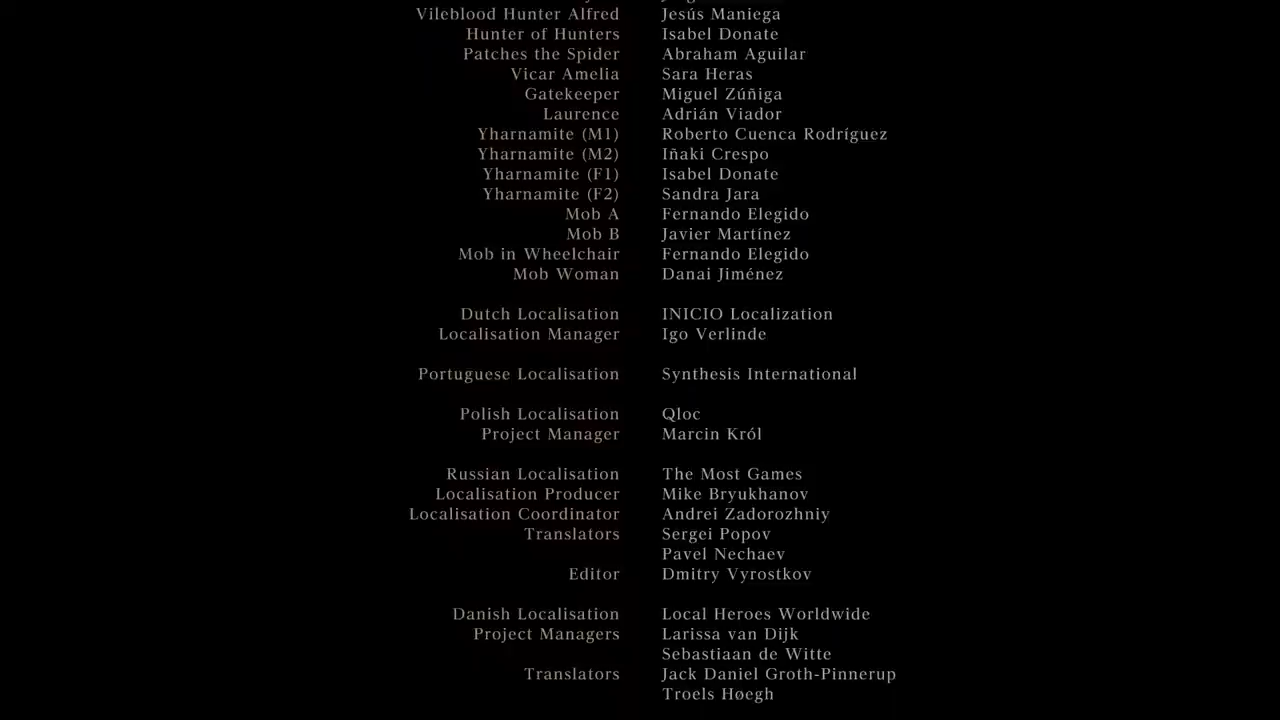 Vileblood Hunter Alfred Jesús Maniega
Hunter of Hunters Isabel Donate
Patches the Spider Abraham Aguilar
Vicar Amelia Sara Heras
Gatekeeper Miguel Zúñiga
Laurence Adrián Viador
Yharnamite (M1) Roberto Cuenca Rodríguez
Yharnamite (M2) Iñaki Crespo
Yharnamite (F1) Isabel Donate
Yharnamite (F2) Sandra Jara
Mob A Fernando Elegido
Mob B Javier Martínez
Mob in Wheelchair Fernando Elegido
Mob Woman Danai Jiménez
Dutch Localisation INICIO Localization
Localisation Manager Igo Verlinde
Portuguese Localisation Synthesis International
Polish Localisation Qloc
Project Manager Marcin Król
Russian Localisation The Most Games
Localisation Producer Mike Bryukhanov
Localisation Coordinator Andrei Zadorozhniy
Translators Sergei Popov
Pavel Nechaev
Editor Dmitry Vyrostkov
Danish Localisation Local Heroes Worldwide
Project Managers Larissa van Dijk
Sebastiaan de Witte
Translators Jack Daniel Groth-Pinnerup
Troels Høegh